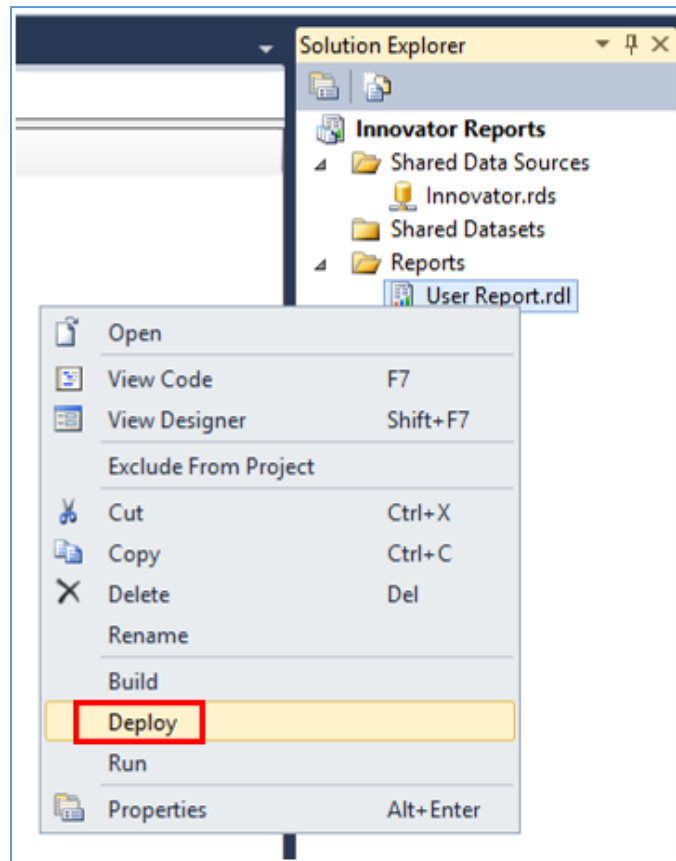 Solution Explorer
Innovator Reports
Shared Data Sources
Innovator.rds
Shared Datasets
Reports
User Report.rdl
Open
View Code F7
View Designer Shift+F7
Exclude From Project
Cut Ctrl+X
Copy Ctrl+C
Delete Del
Rename
Build
Deploy
Run
Properties Alt+Enter